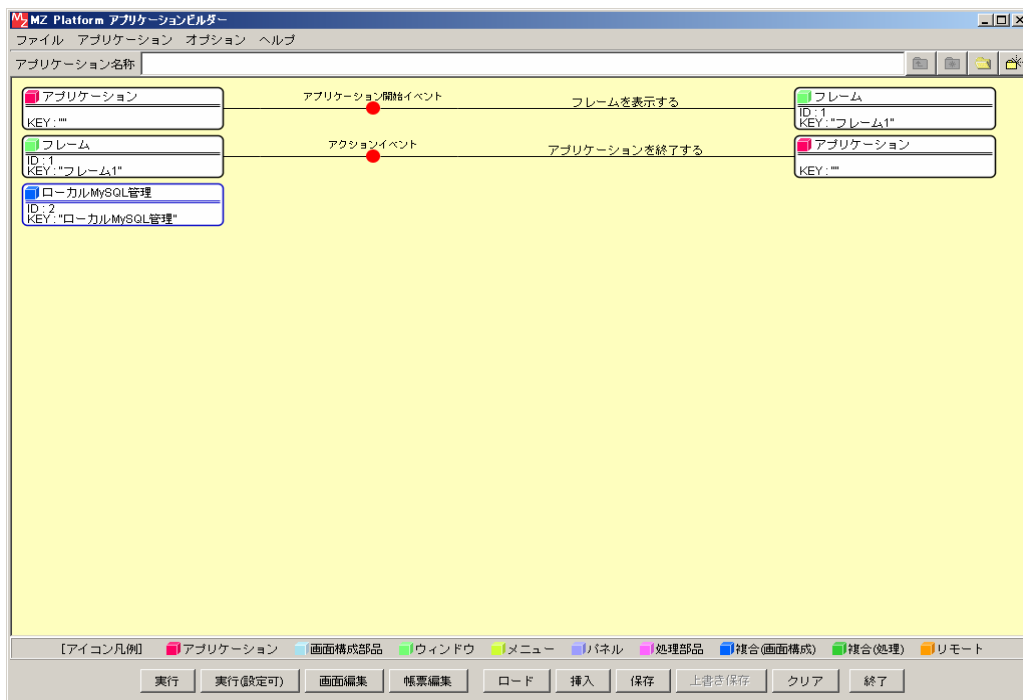 MZ Platform アプリケーションビルダー
ファイル アプリケーション オプション ヘルプ
アプリケーション名称
アプリケーション
KEY : ""
アプリケーション開始イベント
フレームを表示する
フレーム
ID : 1
KEY : "フレーム1"
フレーム
ID : 1
KEY : "フレーム1"
アクションイベント
アプリケーションを終了する
アプリケーション
KEY : ""
ローカルMySQL管理
ID : 2
KEY : "ローカルMySQL管理"
[アイコン凡例] アプリケーション 画面構成部品 ウィンドウ メニュー パネル 処理部品 複合(画面構成) 複合(処理) リモート
実行 実行(設定可) 画面編集 帳票編集 ロード 挿入 保存 上書き保存 クリア 終了